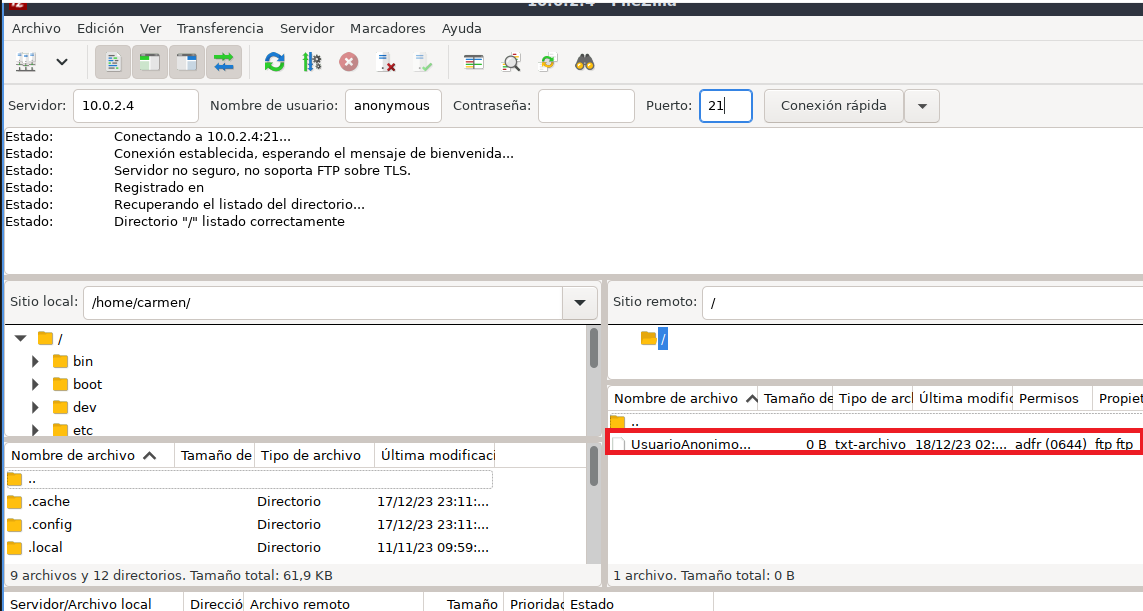 10.0.2.4 - FileZilla
Archivo Edición Ver Transferencia Servidor Marcadores Ayuda
Servidor: 10.0.2.4 Nombre de usuario: anonymous Contraseña: Puerto: 21 Conexión rápida
Estado: Conectando a 10.0.2.4:21...
Estado: Conexión establecida, esperando el mensaje de bienvenida...
Estado: Servidor no seguro, no soporta FTP sobre TLS.
Estado: Registrado en
Estado: Recuperando el listado del directorio...
Estado: Directorio "/" listado correctamente
Sitio local: /home/carmen/
/
bin
boot
dev
etc
Nombre de archivo Tamaño de Tipo de archivo Última modificaci
..
.cache Directorio 17/12/23 23:11:...
.config Directorio 17/12/23 23:11:...
.local Directorio 11/11/23 09:59:...
9 archivos y 12 directorios. Tamaño total: 61,9 KB
Sitio remoto: /
/
Nombre de archivo Tamaño de Tipo de arcl Última modific Permisos Propiet
..
UsuarioAnonimo... 0 B txt-archivo 18/12/23 02:... adfr (0644) ftp ftp
1 archivo. Tamaño total: 0 B
Servidor/Archivo local Direcció Archivo remoto Tamaño Prioridad Estado